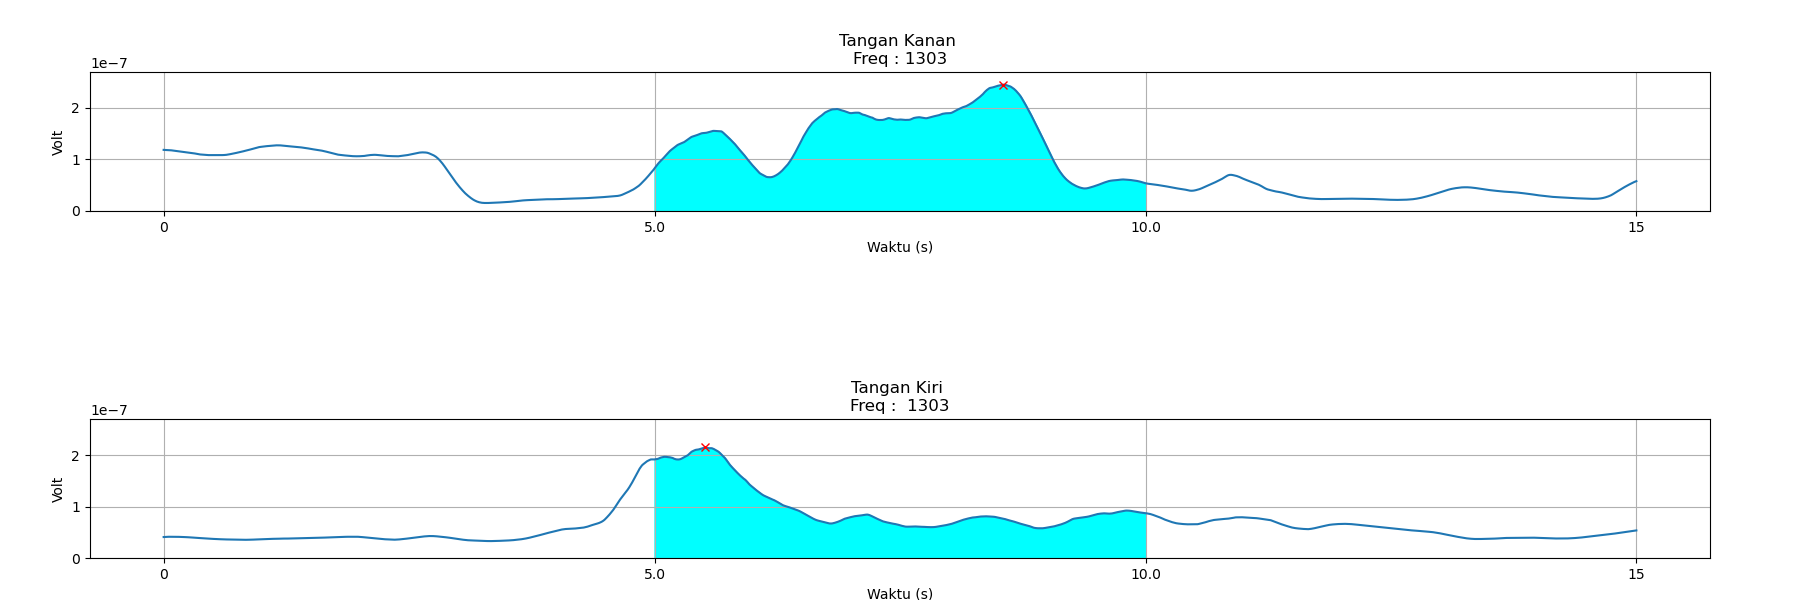 Tangan Kanan
Freq : 1303
1e−7
2
1
0
Volt
0 5.0 10.0 15
Waktu (s)
Tangan Kiri
Freq :  1303
1e−7
2
1
0
Volt
0 5.0 10.0 15
Waktu (s)